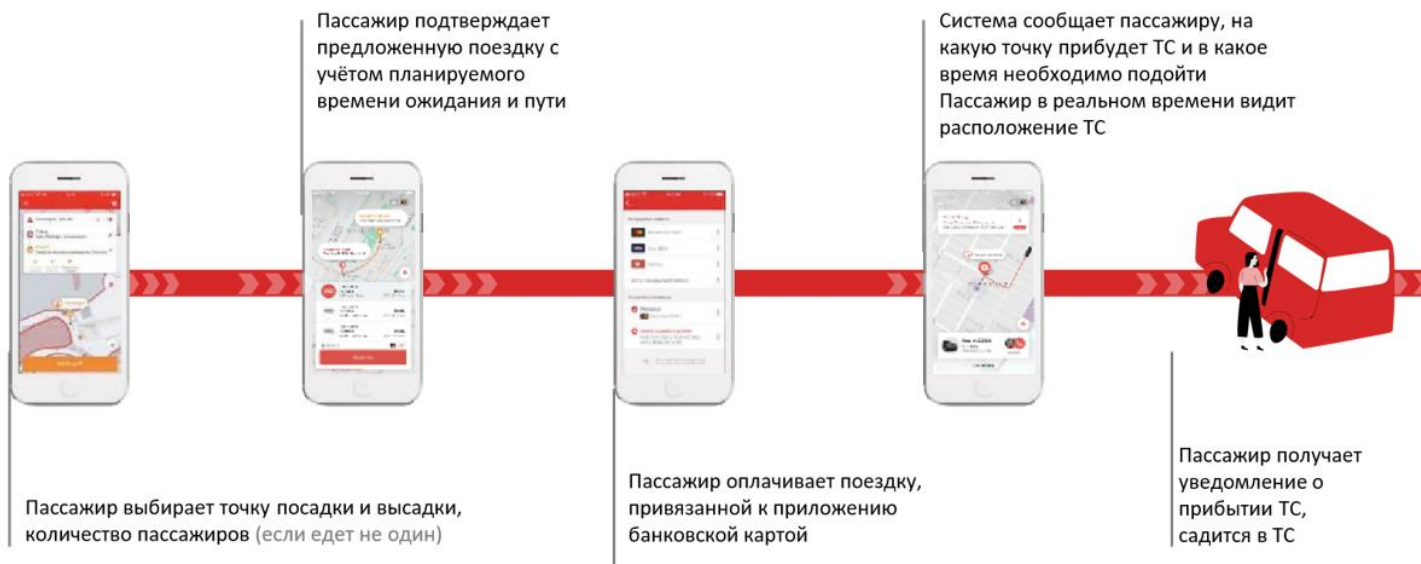 Пассажир подтверждает
предложенную поездку с
учётом планируемого
времени ожидания и пути
Система сообщает пассажиру, на
какую точку прибудет ТС и в какое
время необходимо подойти
Пассажир в реальном времени видит
расположение ТС
Пассажир выбирает точку посадки и высадки,
количество пассажиров (если едет не один)
Пассажир оплачивает поездку,
привязанной к приложению
банковской картой
Пассажир получает
уведомление о
прибытии ТС,
садится в ТС